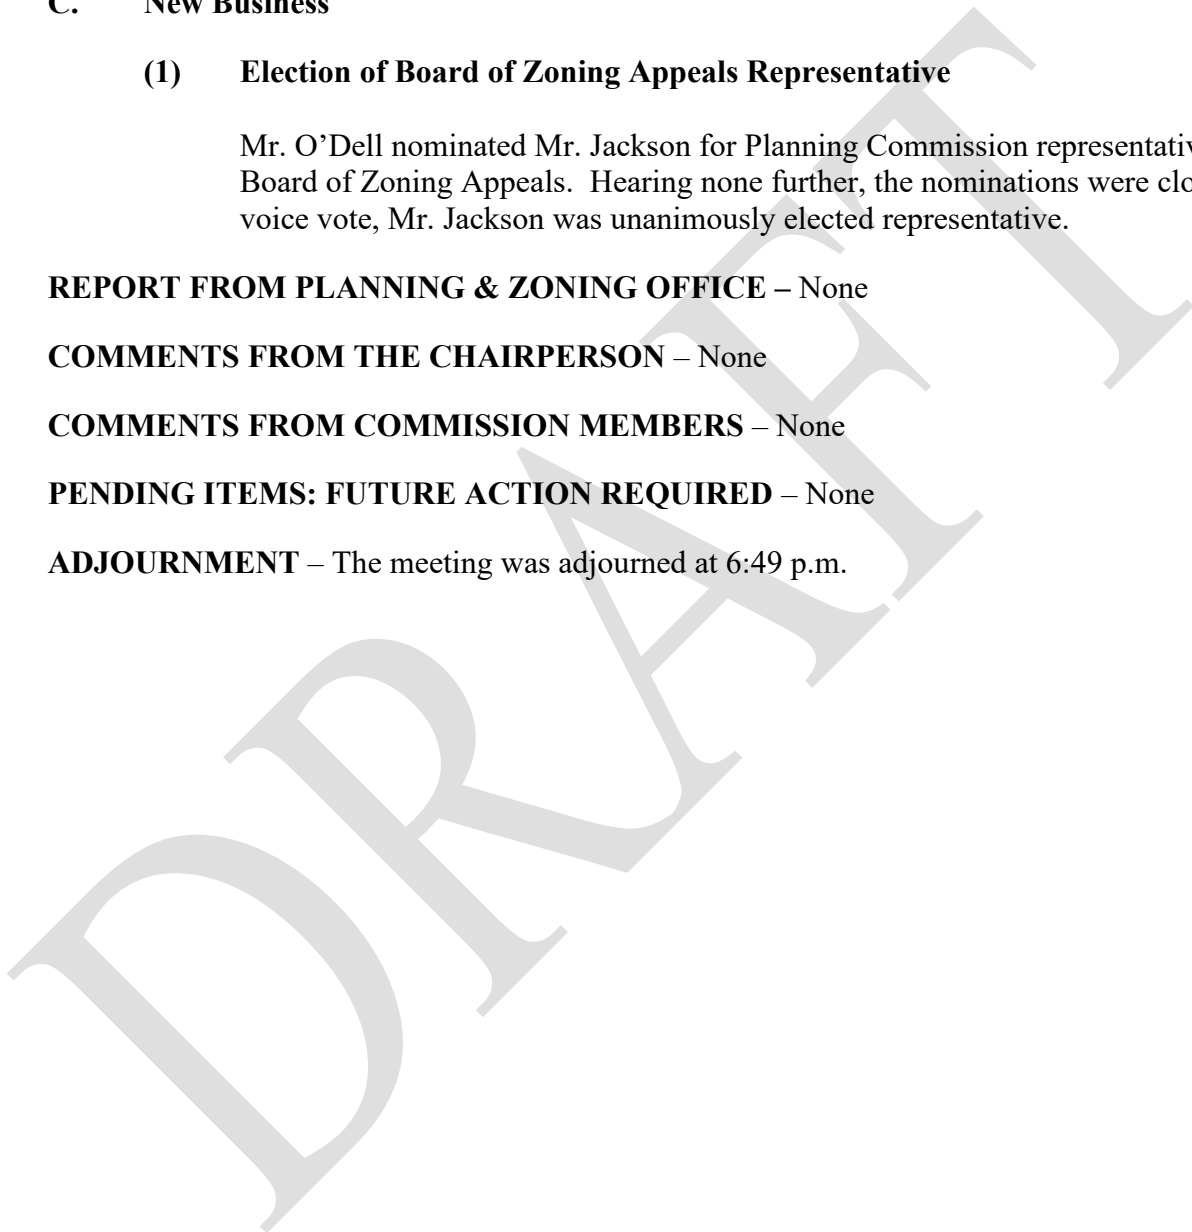 C. New Business
(1) Election of Board of Zoning Appeals Representative
Mr. O’Dell nominated Mr. Jackson for Planning Commission
Board of Zoning Appeals. Hearing none further, the nominations were
voice vote, Mr. Jackson was unanimously elected representative.
REPORT FROM PLANNING & ZONING OFFICE – None
COMMENTS FROM THE CHAIRPERSON – None
COMMENTS FROM COMMISSION MEMBERS – None
PENDING ITEMS: FUTURE ACTION REQUIRED – None
ADJOURNMENT – The meeting was adjourned at 6:49 p.m.
DRAFT